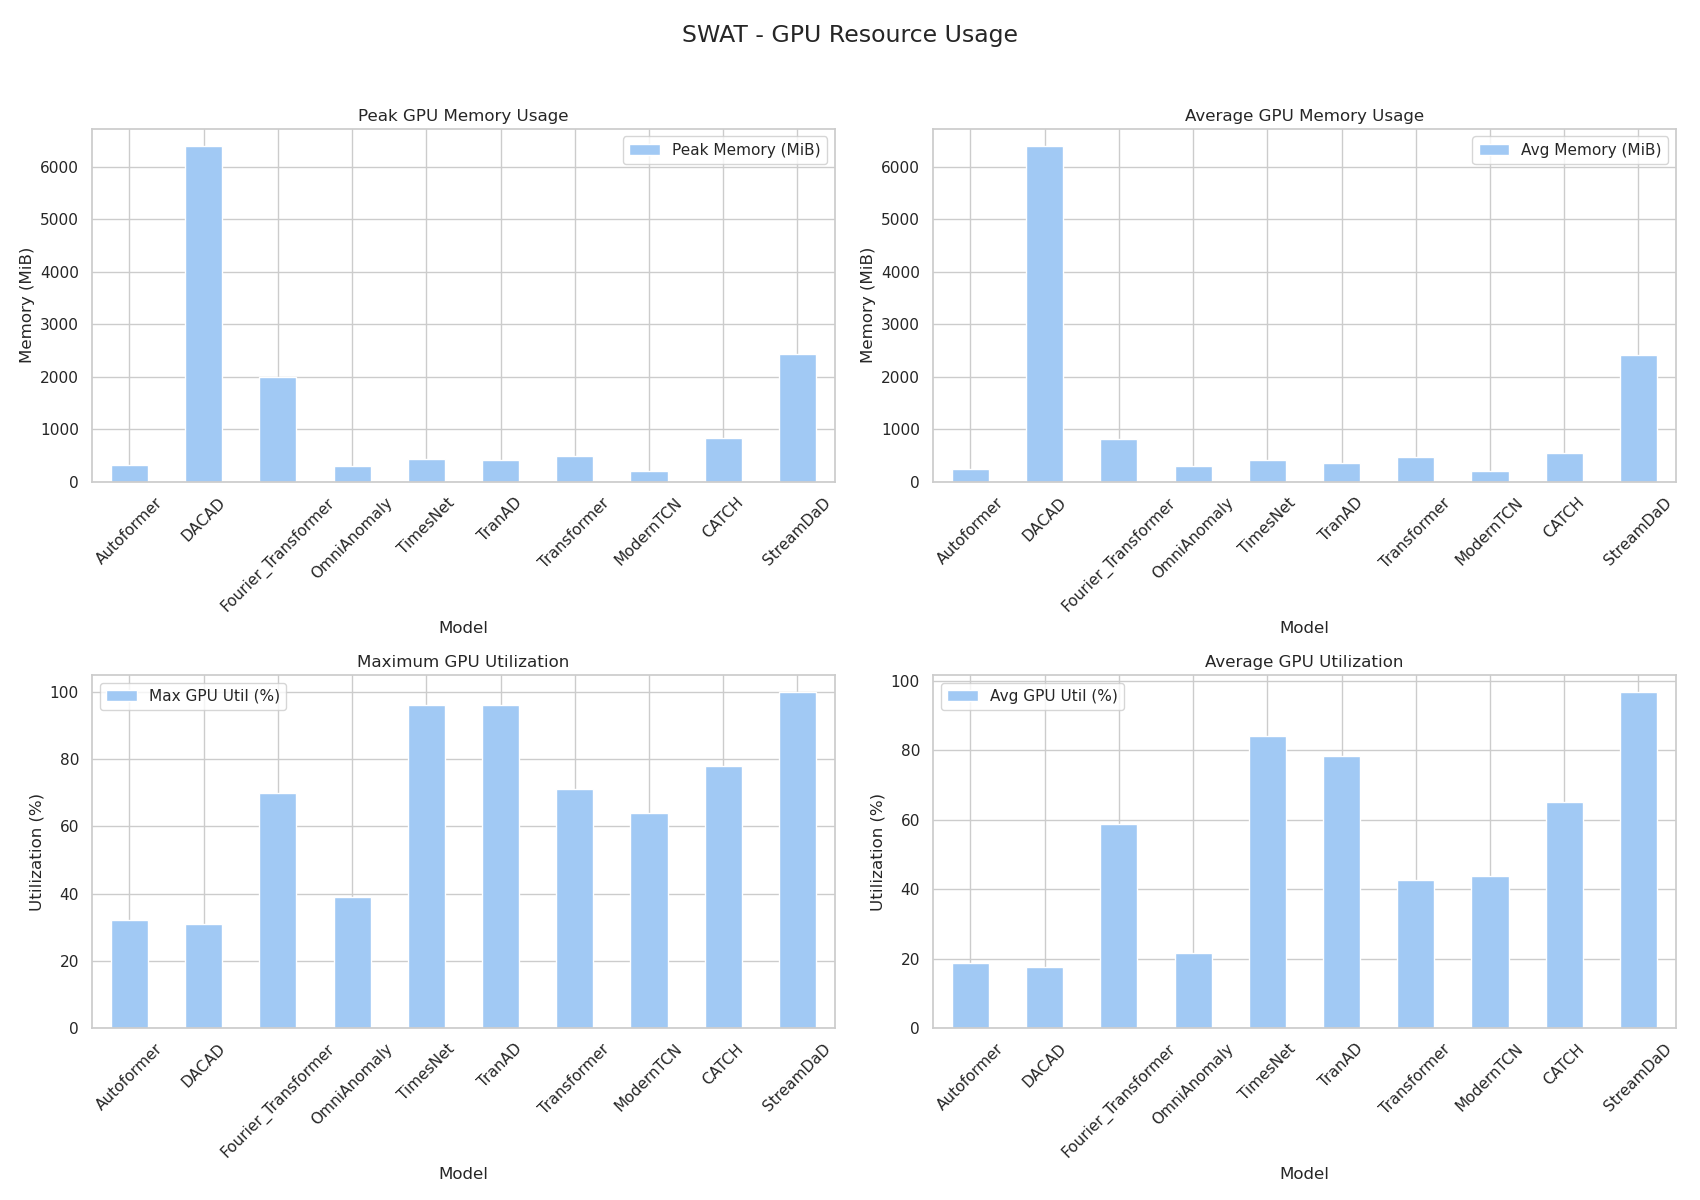 SWAT - GPU Resource Usage
Peak GPU Memory Usage
Peak Memory (MiB)
Memory (MiB)
6000
5000
4000
3000
2000
1000
0
Autoformer
DACAD
Fourier_Transformer
OmniAnomaly
TimesNet
TranAD
Transformer
ModernTCN
CATCH
StreamDaD
Model
Average GPU Memory Usage
Avg Memory (MiB)
Memory (MiB)
6000
5000
4000
3000
2000
1000
0
Autoformer
DACAD
Fourier_Transformer
OmniAnomaly
TimesNet
TranAD
Transformer
ModernTCN
CATCH
StreamDaD
Model
Maximum GPU Utilization
Max GPU Util (%)
Utilization (%)
100
80
60
40
20
0
Autoformer
DACAD
Fourier_Transformer
OmniAnomaly
TimesNet
TranAD
Transformer
ModernTCN
CATCH
StreamDaD
Model
Average GPU Utilization
Avg GPU Util (%)
Utilization (%)
100
80
60
40
20
0
Autoformer
DACAD
Fourier_Transformer
OmniAnomaly
TimesNet
TranAD
Transformer
ModernTCN
CATCH
StreamDaD
Model